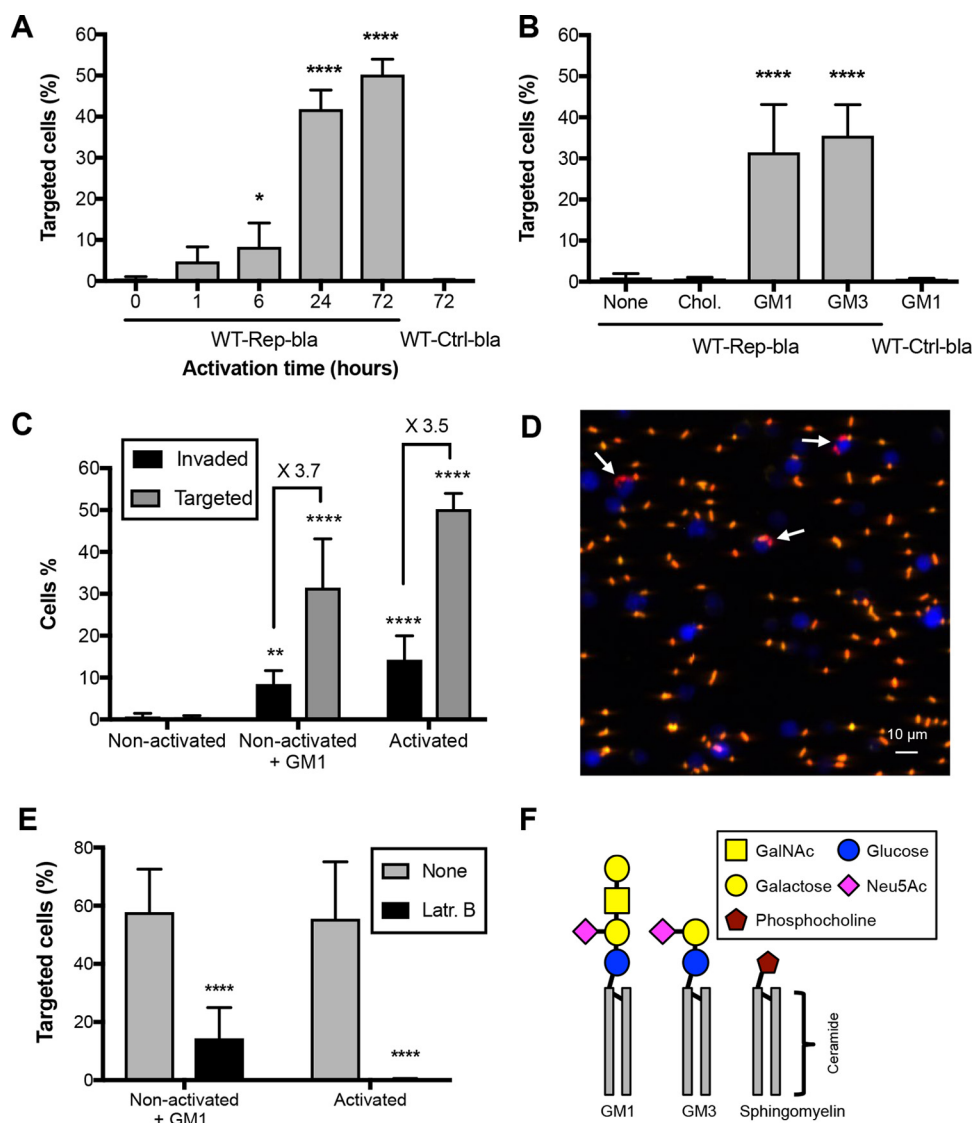 A
Targeted cells (%)
60
50
40
30
20
10
0
*
****
****
0 1 6 24 72 72
WT-Rep-bla WT-Ctrl-bla
Activation time (hours)
B
Targeted cells (%)
60
50
40
30
20
10
0
**** ****
None Chol. GM1 GM3 GM1
WT-Rep-bla WT-Ctrl-bla
C
Invaded
Targeted
Cells %
60
50
40
30
20
10
0
X 3.7
X 3.5
**
****
****
****
Non-activated
Non-activated
+ GM1
Activated
D
10 µm
E
Targeted cells (%)
80
60
40
20
0
None
Latr. B
****
****
Non-activated
+ GM1
Activated
F
GalNAc Glucose
Galactose Neu5Ac
Phosphocholine
Ceramide
GM1 GM3 Sphingomyelin